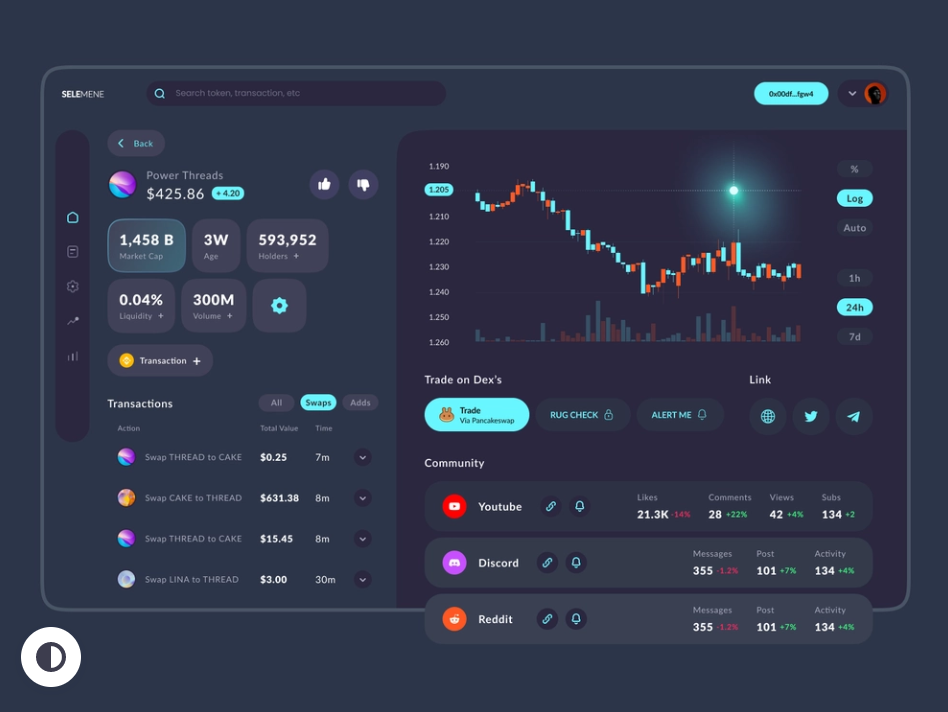 SELEMENE
Search token, transaction, etc
0x00df...fgw4
Back
Power Threads
$425.86 + 4.20
1,458 B
Market Cap
3W
Age
593,952
Holders +
0.04%
Liquidity +
300M
Volume +
Transaction +
Transactions
All Swaps Adds
Action Total Value Time
Swap THREAD to CAKE $0.25 7m
Swap CAKE to THREAD $631.38 8m
Swap THREAD to CAKE $15.45 8m
Swap LINA to THREAD $3.00 30m
1.190
1.205
1.210
1.220
1.230
1.240
1.250
1.260
%
Log
Auto
1h
24h
7d
Trade on Dex's
Trade
Via Pancakeswap
RUG CHECK
ALERT ME
Link
Community
Youtube
Likes Comments Views Subs
21.3K -14% 28 +22% 42 +4% 134 +2
Discord
Messages Post Activity
355 -1.2% 101 +7% 134 +4%
Reddit
Messages Post Activity
355 -1.2% 101 +7% 134 +4%